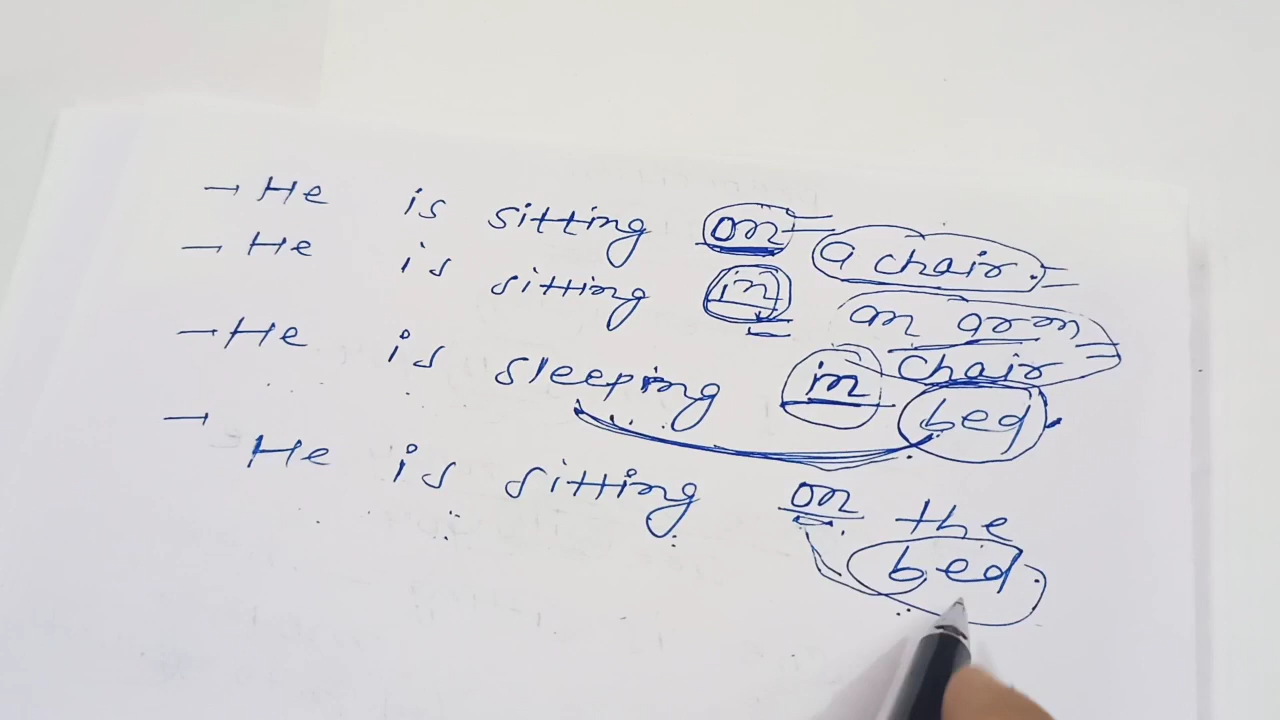 → He is sitting on a chair.
→ He is sitting in an arm
chair
→ He is sleeping in bed.
→ He is sitting on the
bed.